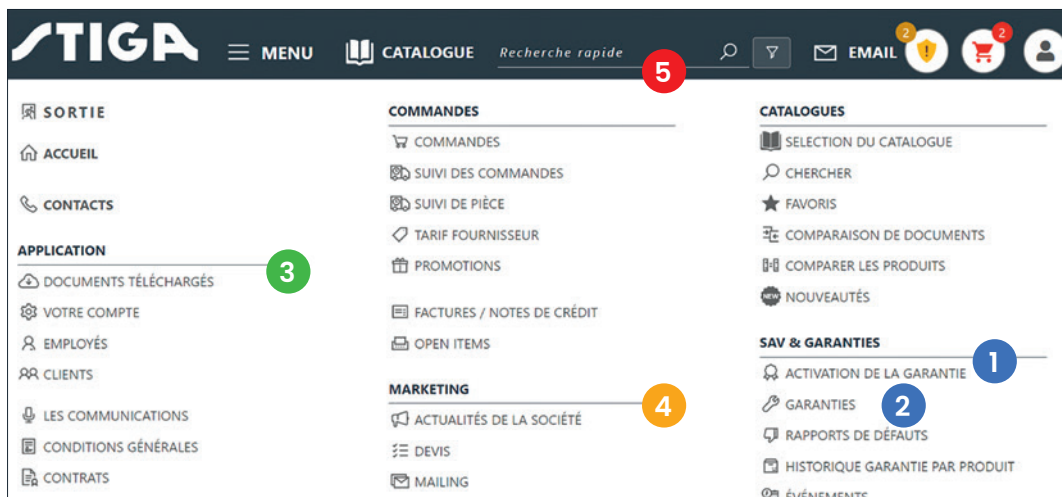 STIGA MENU CATALOGUE Recherche rapide EMAIL 2 2
5
SORTIE
ACCUEIL
CONTACTS
APPLICATION
3
DOCUMENTS TÉLÉCHARGÉS
VOTRE COMPTE
EMPLOYÉS
CLIENTS
LES COMMUNICATIONS
CONDITIONS GÉNÉRALES
CONTRATS
COMMANDES
COMMANDES
SUIVI DES COMMANDES
SUIVI DE PIÈCE
TARIF FOURNISSEUR
PROMOTIONS
FACTURES / NOTES DE CRÉDIT
OPEN ITEMS
MARKETING
4
ACTUALITÉS DE LA SOCIÉTÉ
DEVIS
MAILING
CATALOGUES
SELECTION DU CATALOGUE
CHERCHER
FAVORIS
COMPARAISON DE DOCUMENTS
COMPARER LES PRODUITS
NEW NOUVEAUTÉS
SAV & GARANTIES
1
ACTIVATION DE LA GARANTIE
GARANTIES 2
RAPPORTS DE DÉFAUTS
HISTORIQUE GARANTIE PAR PRODUIT
ÉVÉNEMENTS